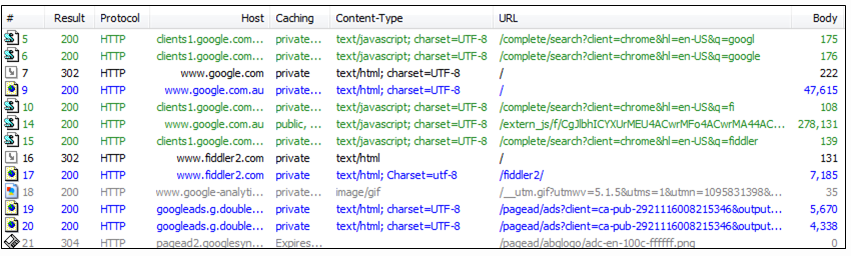 # Result Protocol Host Caching Content-Type URL Body
5 200 HTTP clients1.google.com... private... text/javascript; charset=UTF-8 /complete/search?client=chrome&hl=en-US&q=googl 175
6 200 HTTP clients1.google.com... private... text/javascript; charset=UTF-8 /complete/search?client=chrome&hl=en-US&q=google 176
7 302 HTTP www.google.com private text/html; charset=UTF-8 / 222
9 200 HTTP www.google.com.au private text/html; charset=UTF-8 / 47,615
10 200 HTTP clients1.google.com... private... text/javascript; charset=UTF-8 /complete/search?client=chrome&hl=en-US&q=fi 108
14 200 HTTP www.google.com.au public, ... text/javascript; charset=UTF-8 /extern_js/f/CgJlbhICYXUrMEU4ACwrMFo4ACwrMA44AC... 278,131
15 200 HTTP clients1.google.com... private... text/javascript; charset=UTF-8 /complete/search?client=chrome&hl=en-US&q=fiddler 139
16 302 HTTP www.fiddler2.com private text/html / 131
17 200 HTTP www.fiddler2.com private text/html; Charset=utf-8 /fiddler2/ 7,185
18 200 HTTP www.google-analyti... private... image/gif /__utm.gif?utmwv=5.1.5&utms=1&utmn=1095831398&... 35
19 200 HTTP googleads.g.double... private text/html; charset=UTF-8 /pagead/ads?client=ca-pub-2921116008215346&output... 5,670
20 200 HTTP googleads.g.double... private text/html; charset=UTF-8 /pagead/ads?client=ca-pub-2921116008215346&output... 4,338
21 304 HTTP pagead2.googlesyn... Expires... /pagead/abglogo/adc-en-100c-ffffff.png 0